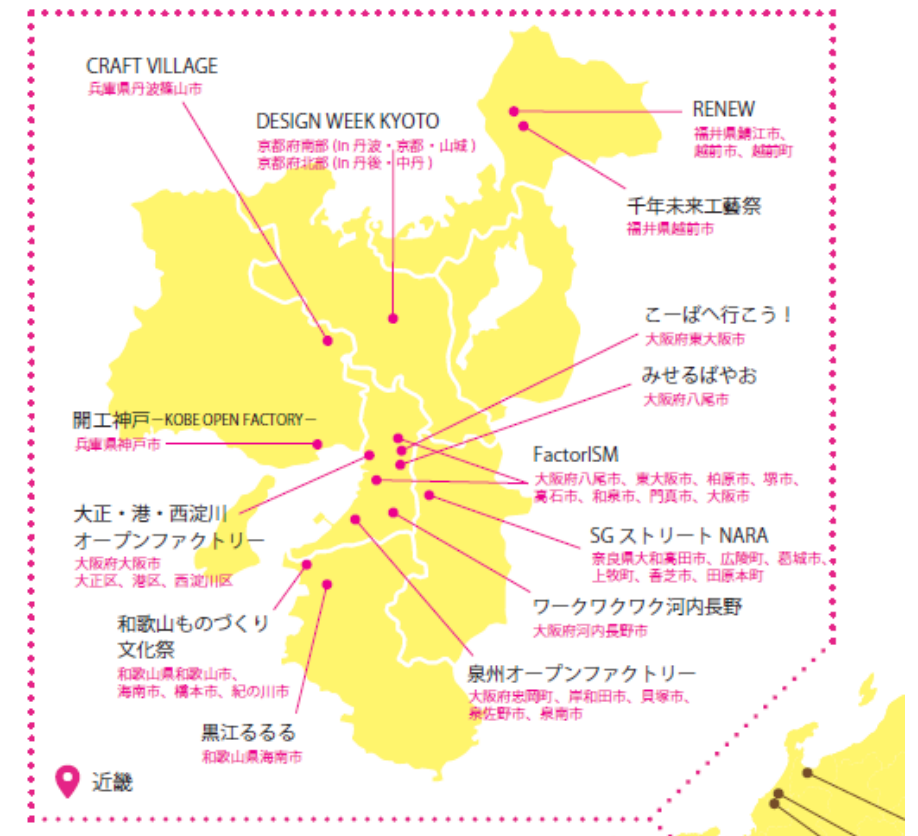 CRAFT VILLAGE
兵庫県丹波篠山市
DESIGN WEEK KYOTO
京都府南部 (in 丹波・京都・山城 )
京都府北部 (in 丹後・中丹 )
RENEW
福井県鯖江市、
越前市、越前町
千年未来工藝祭
福井県越前市
こーばへ行こう！
大阪府東大阪市
みせるばやお
大阪府八尾市
開工神戸－KOBE OPEN FACTORY－
兵庫県神戸市
FactorISM
大阪府八尾市、東大阪市、柏原市、堺市、
高石市、和泉市、門真市、大阪市
大正・港・西淀川
オープンファクトリー
大阪府大阪市
大正区、港区、西淀川区
SG ストリート NARA
奈良県大和高田市、広陵町、葛城市、
上牧町、香芝市、田原本町
ワークワクワク河内長野
大阪府河内長野市
和歌山ものづくり
文化祭
和歌山県和歌山市、
海南市、橋本市、紀の川市
泉州オープンファクトリー
大阪府忠岡町、岸和田市、貝塚市、
泉佐野市、泉南市
黒江るるる
和歌山県海南市
近畿